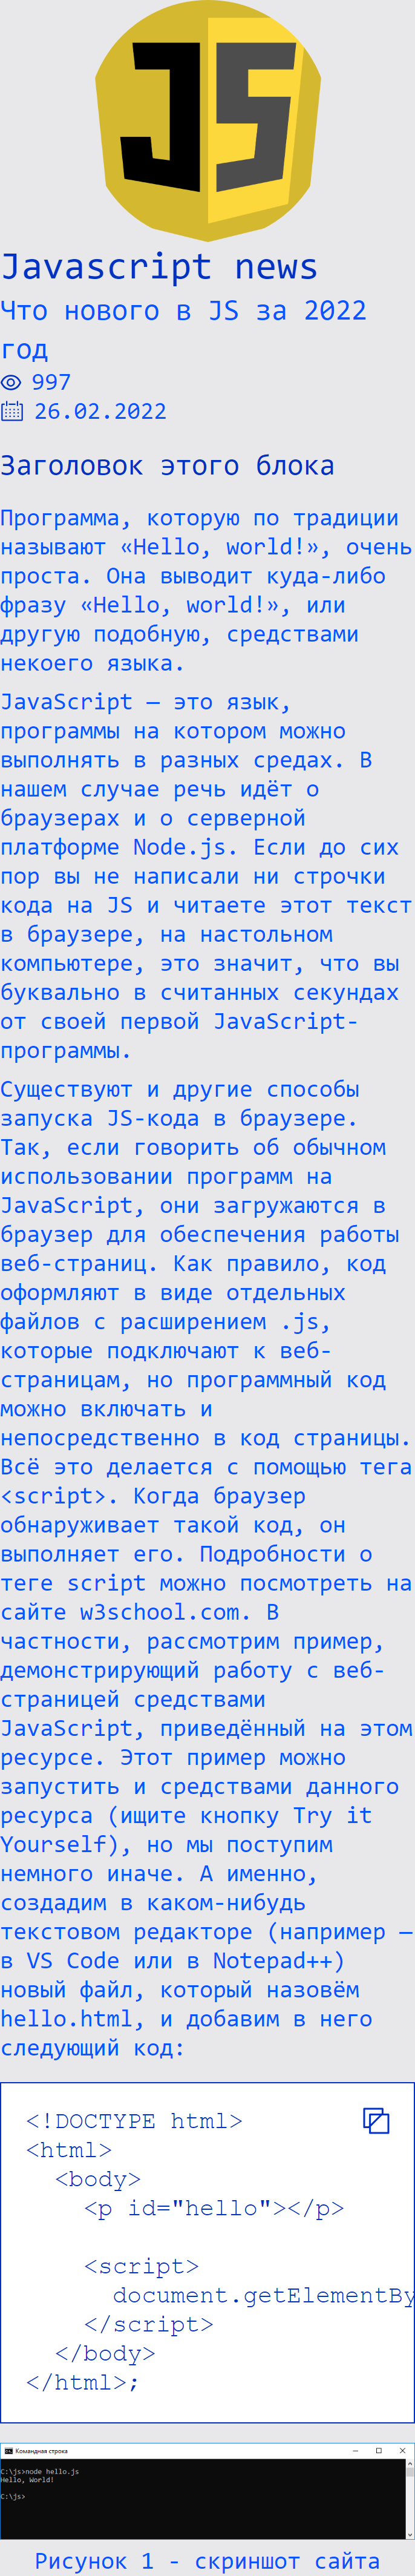 JS
Javascript news
Что нового в JS за 2022
год
997
26.02.2022
Заголовок этого блока
Программа, которую по традиции
называют «Hello, world!», очень
проста. Она выводит куда-либо
фразу «Hello, world!», или
другую подобную, средствами
некоего языка.
JavaScript — это язык,
программы на котором можно
выполнять в разных средах. В
нашем случае речь идёт о
браузерах и о серверной
платформе Node.js. Если до сих
пор вы не написали ни строчки
кода на JS и читаете этот текст
в браузере, на настольном
компьютере, это значит, что вы
буквально в считанных секундах
от своей первой JavaScript-
программы.
Существуют и другие способы
запуска JS-кода в браузере.
Так, если говорить об обычном
использовании программ на
JavaScript, они загружаются в
браузер для обеспечения работы
веб-страниц. Как правило, код
оформляют в виде отдельных
файлов с расширением .js,
которые подключают к веб-
страницам, но программный код
можно включать и
непосредственно в код страницы.
Всё это делается с помощью тега
<script>. Когда браузер
обнаруживает такой код, он
выполняет его. Подробности о
теге script можно посмотреть на
сайте w3school.com. В
частности, рассмотрим пример,
демонстрирующий работу с веб-
страницей средствами
JavaScript, приведённый на этом
ресурсе. Этот пример можно
запустить и средствами данного
ресурса (ищите кнопку Try it
Yourself), но мы поступим
немного иначе. А именно,
создадим в каком-нибудь
текстовом редакторе (например —
в VS Code или в Notepad++)
новый файл, который назовём
hello.html, и добавим в него
следующий код:
<!DOCTYPE html>
<html>
<body>
<p id="hello"></p>
<script>
document.getElementBy
</script>
</body>
</html>;
Командная строка
C:\js>node hello.js
Hello, World!
C:\js>
Рисунок 1 - скриншот сайта